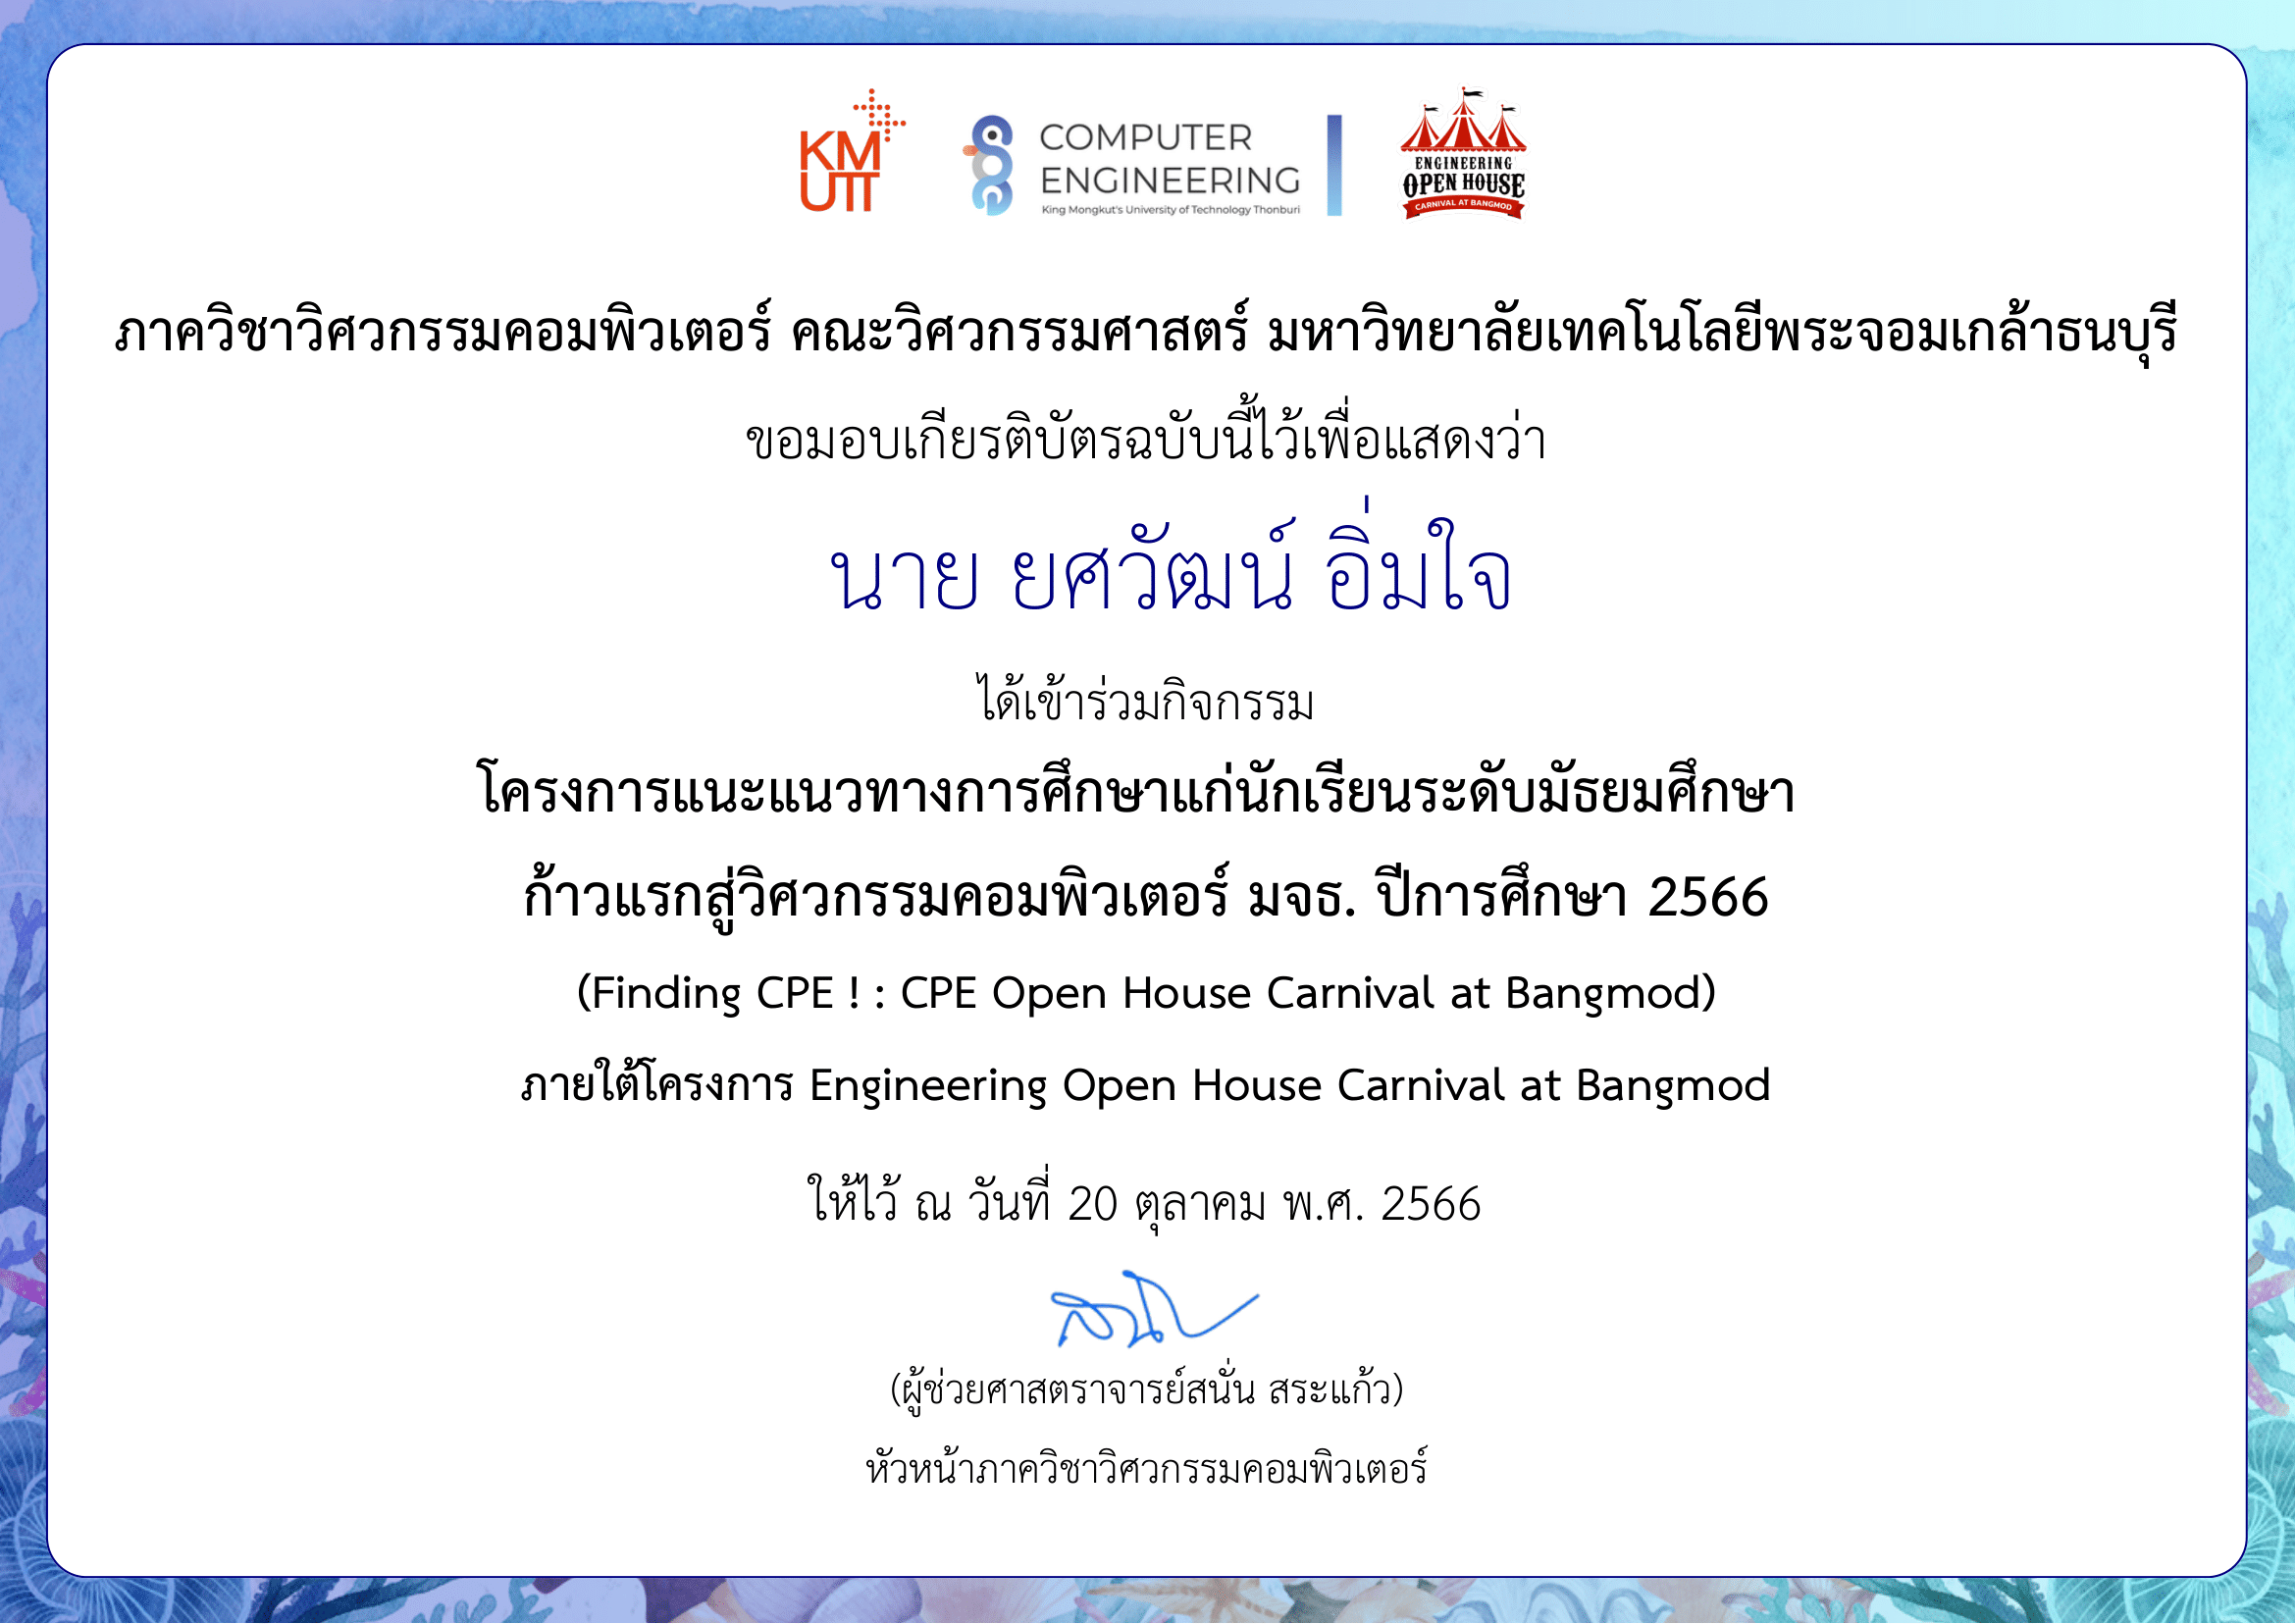 KM
UTT
COMPUTER
ENGINEERING
King Mongkut's University of Technology Thonburi
ENGINEERING
OPEN HOUSE
CARNIVAL AT BANGMOD
ภาควิชาวิศวกรรมคอมพิวเตอร์ คณะวิศวกรรมศาสตร์ มหาวิทยาลัยเทคโนโลยีพระจอมเกล้าธนบุรี
ขอมอบเกียรติบัตรฉบับนี้ไว้เพื่อแสดงว่า
นาย ยศวัฒน์ อิ่มใจ
ได้เข้าร่วมกิจกรรม
โครงการแนะแนวทางการศึกษาแก่นักเรียนระดับมัธยมศึกษา
ก้าวแรกสู่วิศวกรรมคอมพิวเตอร์ มจธ. ปีการศึกษา 2566
(Finding CPE ! : CPE Open House Carnival at Bangmod)
ภายใต้โครงการ Engineering Open House Carnival at Bangmod
ให้ไว้ ณ วันที่ 20 ตุลาคม พ.ศ. 2566
(ผู้ช่วยศาสตราจารย์สนั่น สระแก้ว)
หัวหน้าภาควิชาวิศวกรรมคอมพิวเตอร์